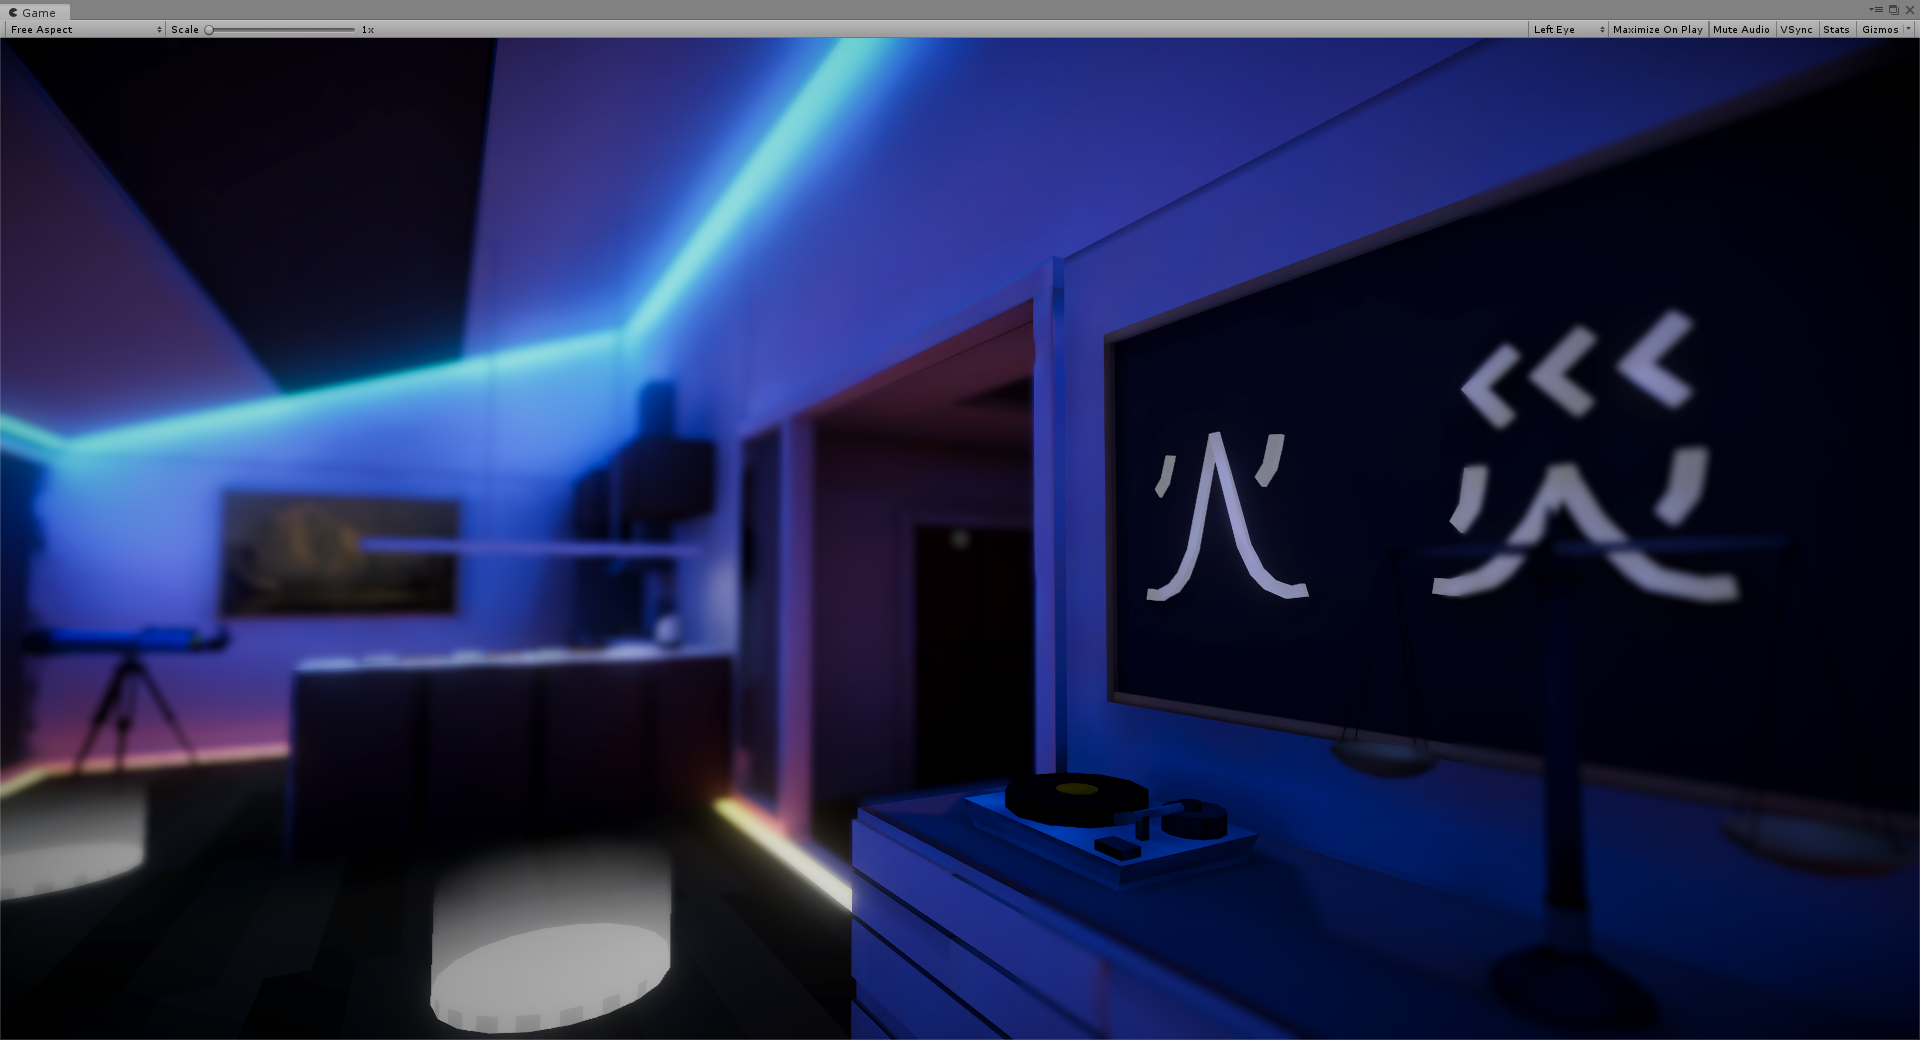 Game
Free Aspect Scale 1x Left Eye Maximize On Play Mute Audio VSync Stats Gizmos
火 災